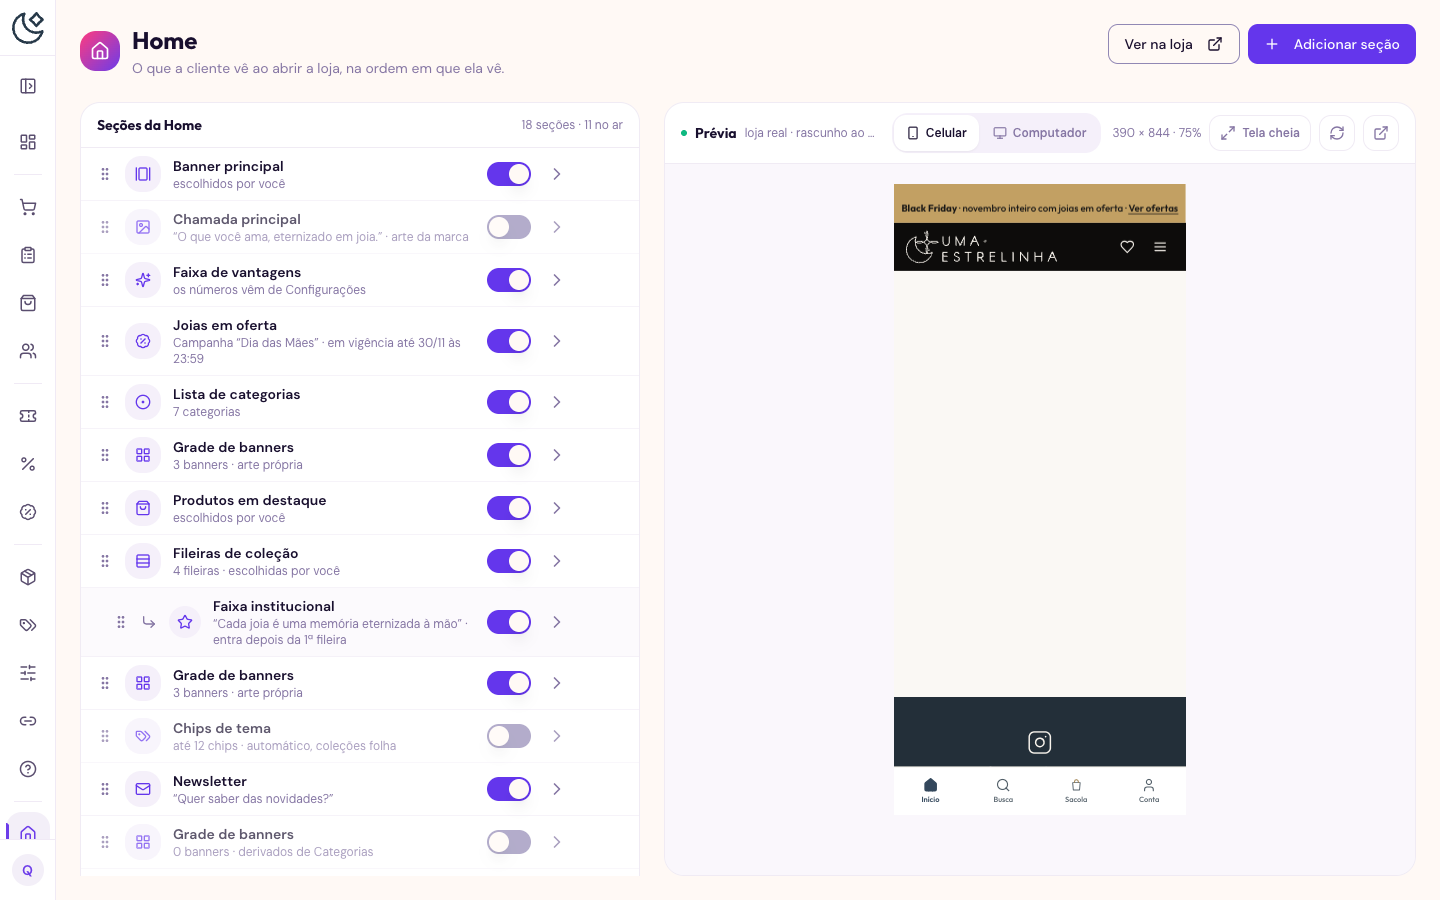 Home
O que a cliente vê ao abrir a loja, na ordem em que ela vê.
Ver na loja
Adicionar seção
Seções da Home
18 seções · 11 no ar
Banner principal
escolhidos por você
Chamada principal
“O que você ama, eternizado em joia.” · arte da marca
Faixa de vantagens
os números vêm de Configurações
Joias em oferta
Campanha “Dia das Mães” · em vigência até 30/11 às
23:59
Lista de categorias
7 categorias
Grade de banners
3 banners · arte própria
Produtos em destaque
escolhidos por você
Fileiras de coleção
4 fileiras · escolhidas por você
Faixa institucional
“Cada joia é uma memória eternizada à mão” ·
entra depois da 1ª fileira
Grade de banners
3 banners · arte própria
Chips de tema
até 12 chips · automático, coleções folha
Newsletter
“Quer saber das novidades?”
Grade de banners
0 banners · derivados de Categorias
Q
Prévia
loja real · rascunho ao ...
Celular
Computador
390 × 844 · 75%
Tela cheia
Black Friday · novembro inteiro com joias em oferta · Ver ofertas
UMA
ESTRELINHA
Início
Busca
Sacola
Conta